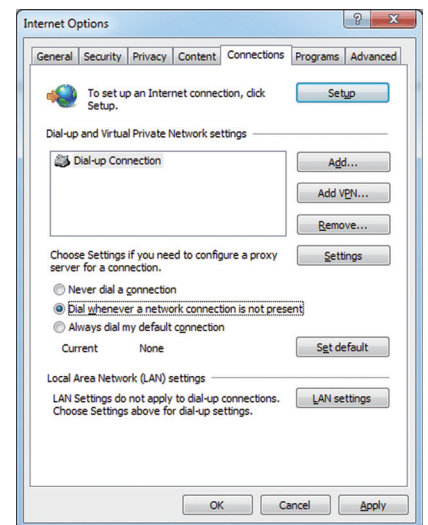 Internet Options
General Security Privacy Content Connections Programs Advanced
To set up an Internet connection, click
Setup.
Setup
Dial-up and Virtual Private Network settings
Dial-up Connection
Add...
Add VPN...
Remove...
Choose Settings if you need to configure a proxy
server for a connection.
Settings
Never dial a connection
Dial whenever a network connection is not present
Always dial my default connection
Current None
Set default
Local Area Network (LAN) settings
LAN Settings do not apply to dial-up connections.
Choose Settings above for dial-up settings.
LAN settings
OK Cancel Apply